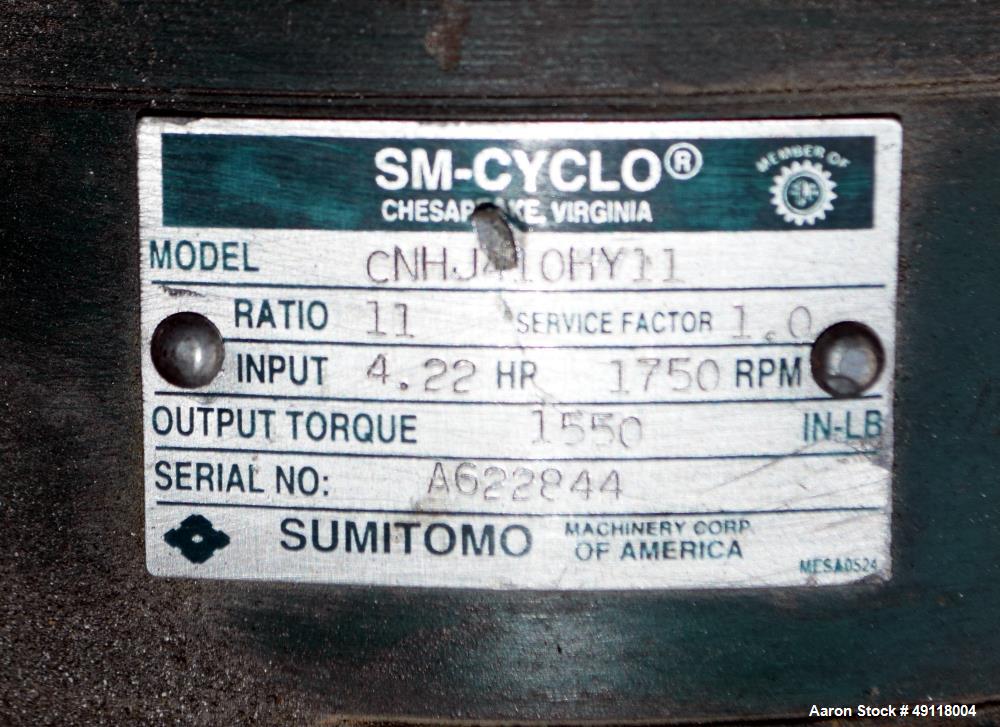 SM-CYCLO®
MEMBER OF
CHESAPEAKE, VIRGINIA
MODEL CNHJ410HY11
RATIO 11 SERVICE FACTOR 1.0
INPUT 4.22 HP 1750 RPM
OUTPUT TORQUE 1550 IN-LB
SERIAL NO: A622844
SUMITOMO MACHINERY CORP.
OF AMERICA
MESA0524
Aaron Stock # 49118004